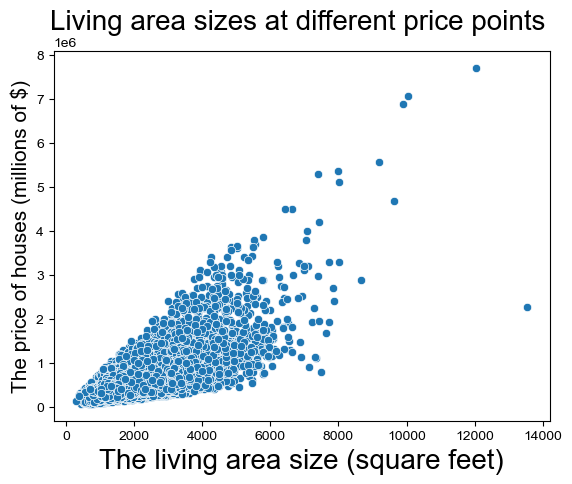 Living area sizes at different price points
1e6
8
7
6
5
4
3
2
1
0
The price of houses (millions of $)
0 2000 4000 6000 8000 10000 12000 14000
The living area size (square feet)